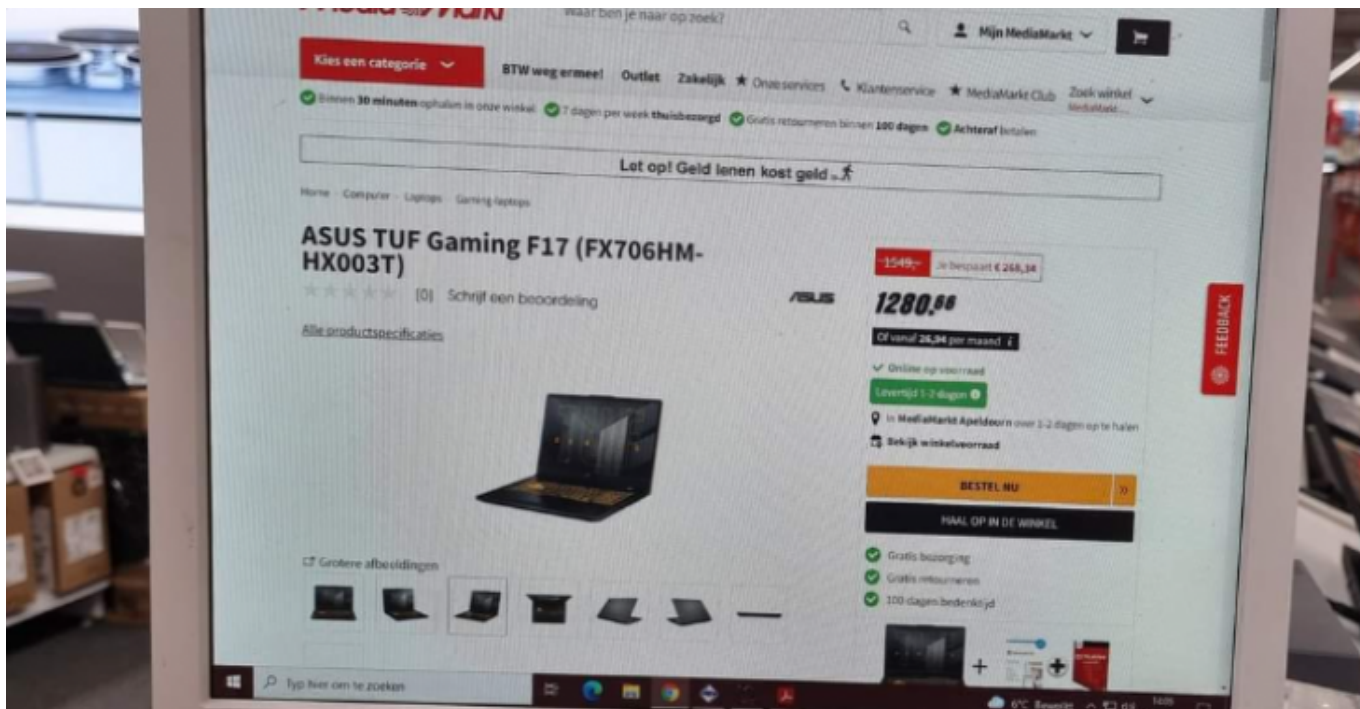 Media Markt
Waar ben je naar op zoek?
Mijn MediaMarkt
Kies een categorie
BTW weg ermee! Outlet Zakelijk Onze services Klantenservice MediaMarkt Club Zoek winkel
MediaMarkt...
Binnen 30 minuten ophalen in onze winkel 7 dagen per week thuisbezorgd Gratis retourneren binnen 100 dagen Achteraf betalen
Let op! Geld lenen kost geld
Home Computer Laptops Gaming-laptops
ASUS TUF Gaming F17 (FX706HM-
HX003T)
(0) Schrijf een beoordeling
ASUS
Alle productspecificaties
1549,- Je bespaart € 268,34
1280.66
Of vanaf 26,94 per maand i
Online op voorraad
Levertijd 1-2 dagen
In MediaMarkt Apeldoorn over 1-2 dagen op te halen
Bekijk winkelvoorraad
BESTEL NU »
HAAL OP IN DE WINKEL
Gratis bezorging
Gratis retourneren
100 dagen bedenktijd
Grotere afbeeldingen
FEEDBACK
+ +
Typ hier om te zoeken
6°C Bewolkt